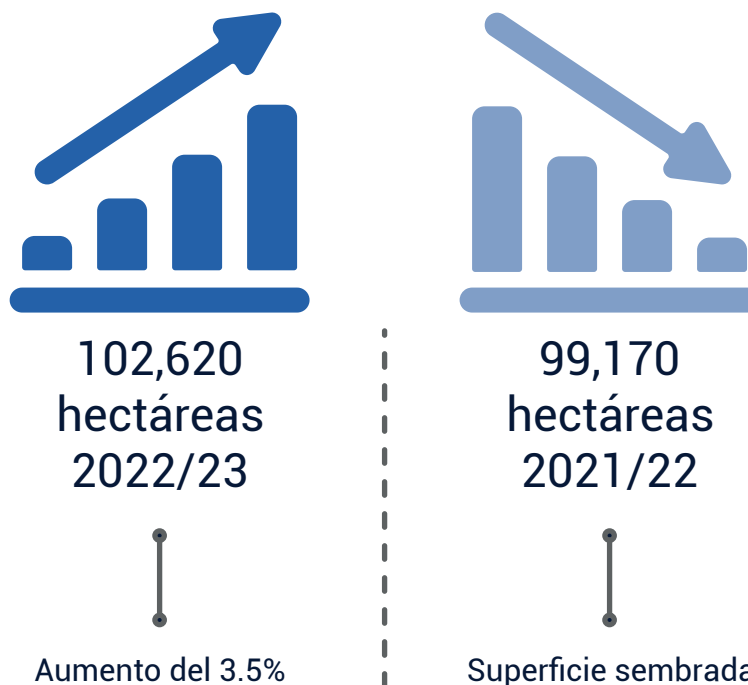 102,620
hectáreas
2022/23
Aumento del 3.5%
99,170
hectáreas
2021/22
Superficie sembrada